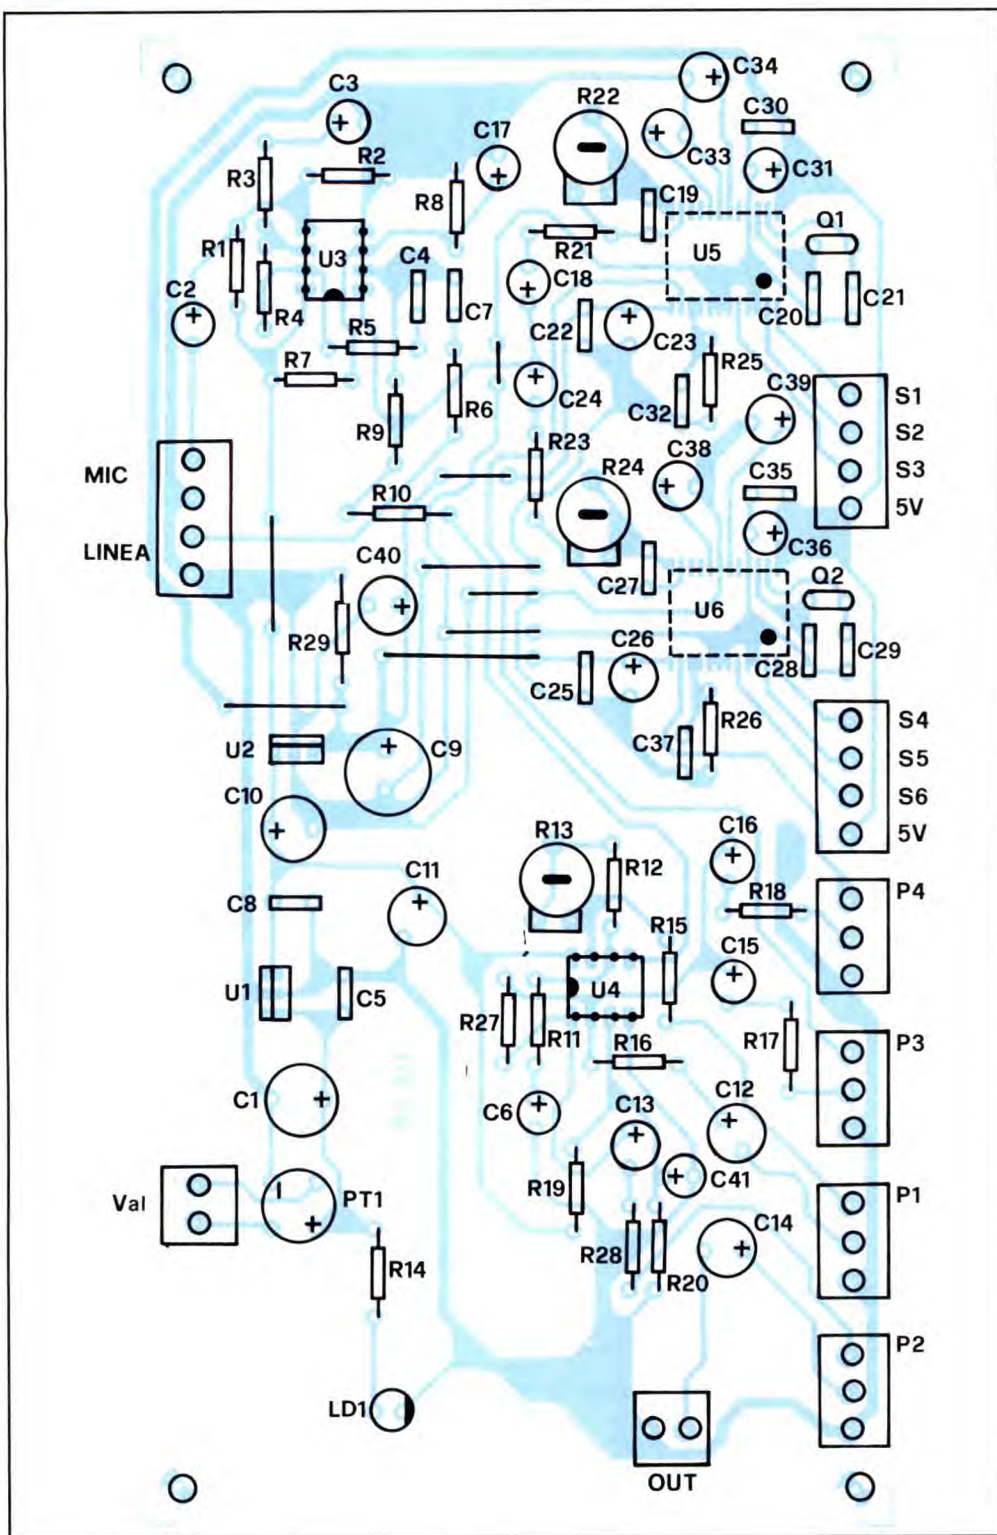 C34
C3
R22
C30
C17
C33
C31
R2
R3
R8
C19
Q1
R21
R1
U3
C4
C18
U5
C2
R4
C7
C22
C23
C20
C21
R5
R25
R7
R6
C24
C32
C39
S1
R9
R23
C38
S2
MIC
R24
C35
S3
R10
5V
LINEA
C40
C27
C36
Q2
U6
R29
C26
C28
C29
C25
R26
C37
S4
U2
C9
S5
C10
S6
R13
C16
5V
C11
R12
R18
P4
C8
R15
C15
U1
C5
U4
R27
R11
R16
R17
P3
C1
C6
C13
C12
Val
PT1
R19
C41
P1
R14
R28
R20
C14
P2
LD1
OUT